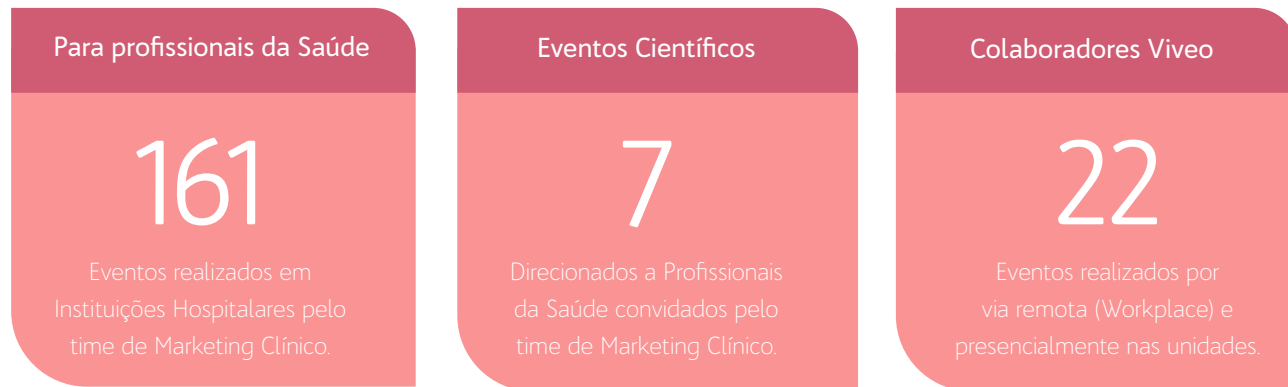 Para profissionais da Saúde
161
Eventos realizados em
Instituições Hospitalares pelo
time de Marketing Clínico.
Eventos Científicos
7
Direcionados a Profissionais
da Saúde convidados pelo
time de Marketing Clínico.
Colaboradores Viveo
22
Eventos realizados por
via remota (Workplace) e
presencialmente nas unidades.